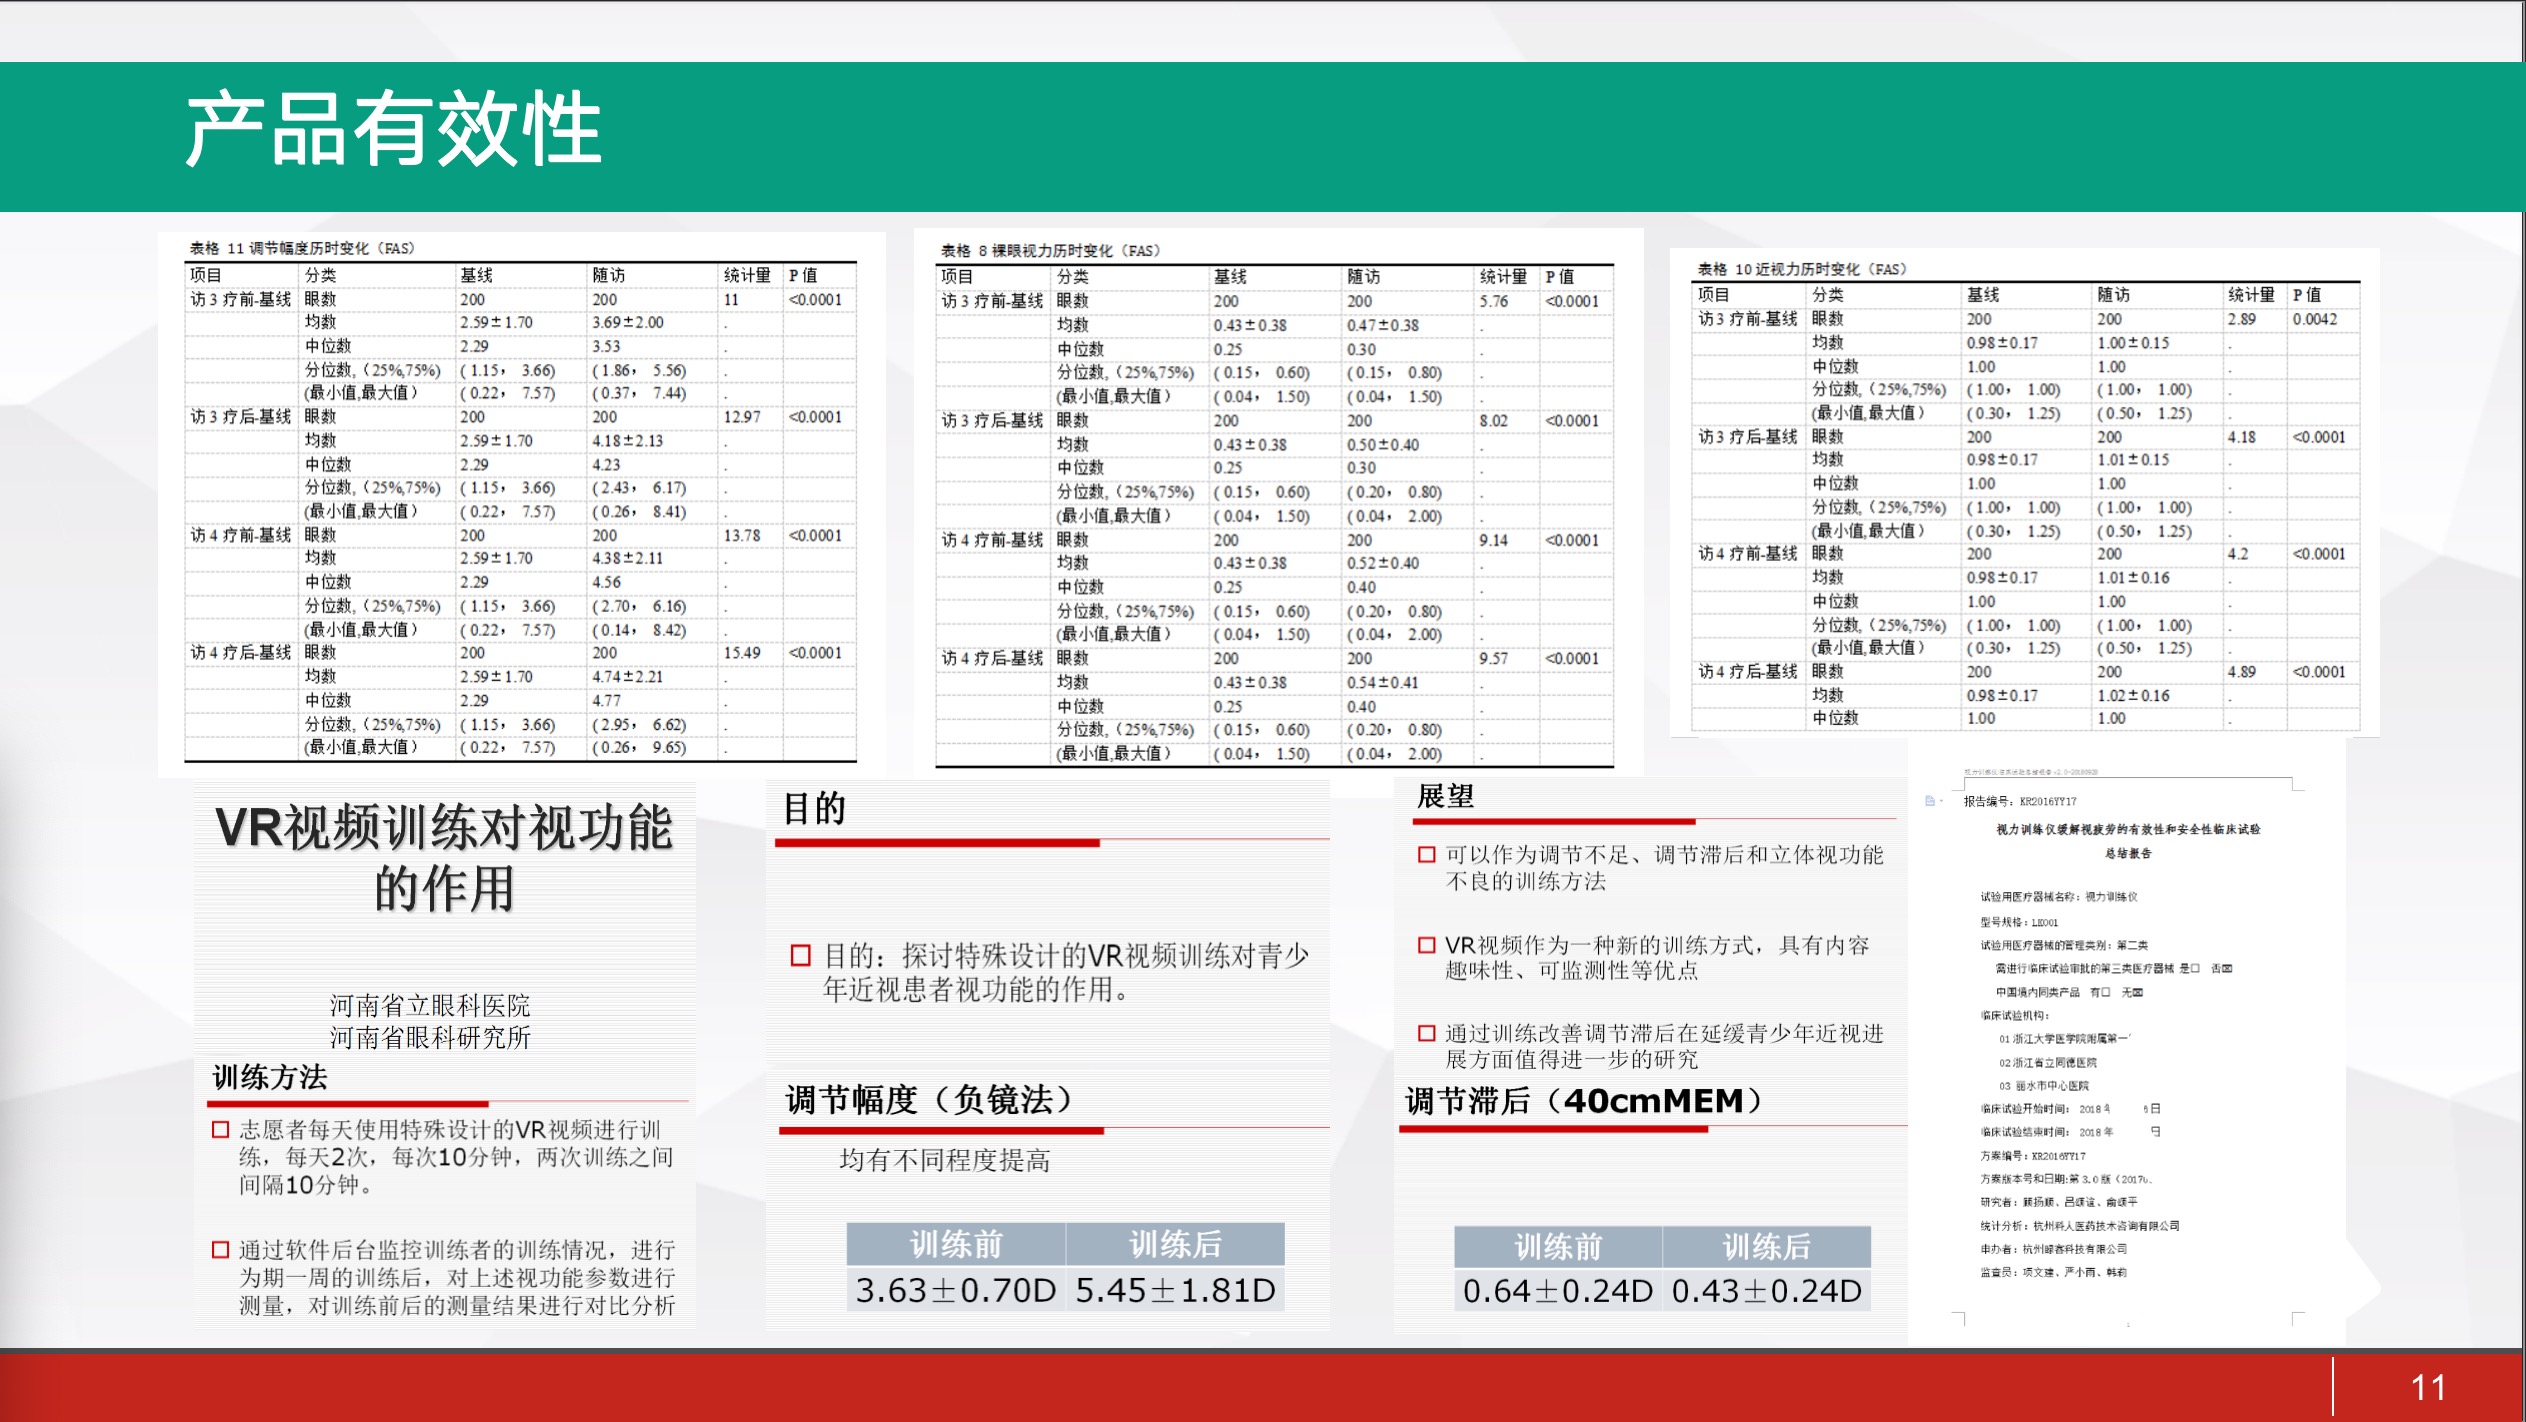 产品有效性
表格 11 调节幅度历时变化（FAS）
项目 分类 基线 随访 统计量 P 值
访 3 疗前-基线 眼数 200 200 11 <0.0001
均数 2.59±1.70 3.69±2.00 .
中位数 2.29 3.53 .
分位数,（25%,75%) ( 1.15, 3.66) ( 1.86, 5.56) .
(最小值,最大值） ( 0.22, 7.57) ( 0.37, 7.44) .
访 3 疗后-基线 眼数 200 200 12.97 <0.0001
均数 2.59±1.70 4.18±2.13 .
中位数 2.29 4.23 .
分位数,（25%,75%) ( 1.15, 3.66) ( 2.43, 6.17) .
(最小值,最大值） ( 0.22, 7.57) ( 0.26, 8.41) .
访 4 疗前-基线 眼数 200 200 13.78 <0.0001
均数 2.59±1.70 4.38±2.11 .
中位数 2.29 4.56 .
分位数,（25%,75%) ( 1.15, 3.66) ( 2.70, 6.16) .
(最小值,最大值） ( 0.22, 7.57) ( 0.14, 8.42) .
访 4 疗后-基线 眼数 200 200 15.49 <0.0001
均数 2.59±1.70 4.74±2.21 .
中位数 2.29 4.77 .
分位数,（25%,75%) ( 1.15, 3.66) ( 2.95, 6.62) .
(最小值,最大值） ( 0.22, 7.57) ( 0.26, 9.65) .
表格 8 裸眼视力历时变化（FAS）
项目 分类 基线 随访 统计量 P 值
访 3 疗前-基线 眼数 200 200 5.76 <0.0001
均数 0.43±0.38 0.47±0.38 .
中位数 0.25 0.30 .
分位数,（25%,75%) ( 0.15, 0.60) ( 0.15, 0.80) .
(最小值,最大值） ( 0.04, 1.50) ( 0.04, 1.50) .
访 3 疗后-基线 眼数 200 200 8.02 <0.0001
均数 0.43±0.38 0.50±0.40 .
中位数 0.25 0.30 .
分位数,（25%,75%) ( 0.15, 0.60) ( 0.20, 0.80) .
(最小值,最大值） ( 0.04, 1.50) ( 0.04, 2.00) .
访 4 疗前-基线 眼数 200 200 9.14 <0.0001
均数 0.43±0.38 0.52±0.40 .
中位数 0.25 0.40 .
分位数,（25%,75%) ( 0.15, 0.60) ( 0.20, 0.80) .
(最小值,最大值） ( 0.04, 1.50) ( 0.04, 2.00) .
访 4 疗后-基线 眼数 200 200 9.57 <0.0001
均数 0.43±0.38 0.54±0.41 .
中位数 0.25 0.40 .
分位数,（25%,75%) ( 0.15, 0.60) ( 0.20, 0.80) .
(最小值,最大值） ( 0.04, 1.50) ( 0.04, 2.00) .
表格 10 近视力历时变化（FAS）
项目 分类 基线 随访 统计量 P 值
访 3 疗前-基线 眼数 200 200 2.89 0.0042
均数 0.98±0.17 1.00±0.15 .
中位数 1.00 1.00 .
分位数,（25%,75%) ( 1.00, 1.00) ( 1.00, 1.00) .
(最小值,最大值） ( 0.30, 1.25) ( 0.50, 1.25) .
访 3 疗后-基线 眼数 200 200 4.18 <0.0001
均数 0.98±0.17 1.01±0.15 .
中位数 1.00 1.00 .
分位数,（25%,75%) ( 1.00, 1.00) ( 1.00, 1.00) .
(最小值,最大值） ( 0.30, 1.25) ( 0.50, 1.25) .
访 4 疗前-基线 眼数 200 200 4.2 <0.0001
均数 0.98±0.17 1.01±0.16 .
中位数 1.00 1.00 .
分位数,（25%,75%) ( 1.00, 1.00) ( 1.00, 1.00) .
(最小值,最大值） ( 0.30, 1.25) ( 0.50, 1.25) .
访 4 疗后-基线 眼数 200 200 4.89 <0.0001
均数 0.98±0.17 1.02±0.16 .
中位数 1.00 1.00 .
VR视频训练对视功能
的作用
河南省立眼科医院
河南省眼科研究所
训练方法
志愿者每天使用特殊设计的VR视频进行训
练，每天2次，每次10分钟，两次训练之间
间隔10分钟。
通过软件后台监控训练者的训练情况，进行
为期一周的训练后，对上述视功能参数进行
测量，对训练前后的测量结果进行对比分析
目的
目的：探讨特殊设计的VR视频训练对青少
年近视患者视功能的作用。
调节幅度（负镜法）
均有不同程度提高
训练前 训练后
3.63±0.70D 5.45±1.81D
展望
可以作为调节不足、调节滞后和立体视功能
不良的训练方法
VR视频作为一种新的训练方式，具有内容
趣味性、可监测性等优点
通过训练改善调节滞后在延缓青少年近视进
展方面值得进一步的研究
调节滞后（40cmMEM）
训练前 训练后
0.64±0.24D 0.43±0.24D
报告编号：KR2016YY17
视力训练仪缓解视疲劳的有效性和安全性临床试验
总结报告
试验用医疗器械名称：视力训练仪
型号规格：LK001
试验用医疗器械的管理类别：第二类
需进行临床试验审批的第三类医疗器械 是□ 否☒
中国境内同类产品 有□ 无☒
临床试验机构：
01 浙江大学医学院附属第一
02 浙江省立同德医院
03 丽水市中心医院
临床试验开始时间： 2018 年 日
临床试验结束时间： 2018 年 日
方案编号：KR2016YY17
方案版本号和日期:第 3.0 版（2017
研究者：顾扬顺、吕颂谊、俞颂平
统计分析：杭州科人医药技术咨询有限公司
申办者：杭州 科技有限公司
监查员：项文建、严小雨、韩莉
11